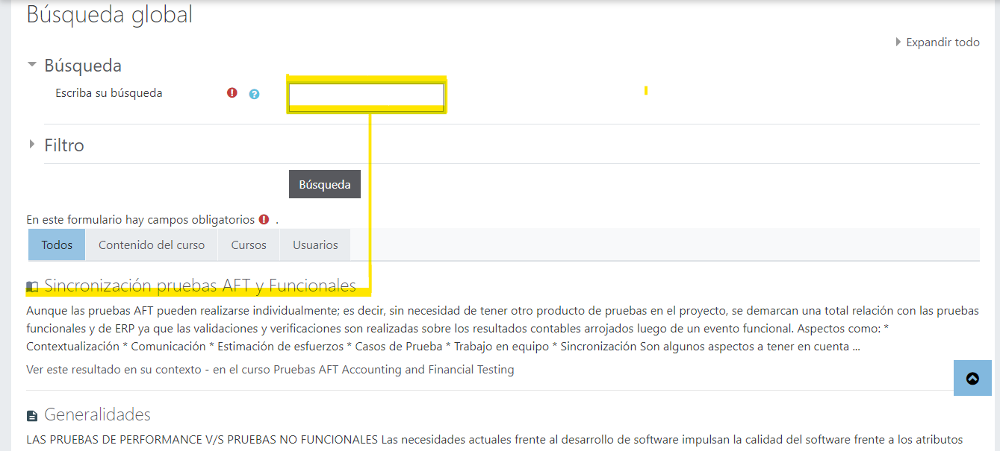 Búsqueda global
Expandir todo
Búsqueda
Escriba su búsqueda
Filtro
Búsqueda
En este formulario hay campos obligatorios .
Todos Contenido del curso Cursos Usuarios
Sincronización pruebas AFT y Funcionales
Aunque las pruebas AFT pueden realizarse individualmente; es decir, sin necesidad de tener otro producto de pruebas en el proyecto, se demarcan una total relación con las pruebas
funcionales y de ERP ya que las validaciones y verificaciones son realizadas sobre los resultados contables arrojados luego de un evento funcional. Aspectos como: *
Contextualización * Comunicación * Estimación de esfuerzos * Casos de Prueba * Trabajo en equipo * Sincronización Son algunos aspectos a tener en cuenta ...
Ver este resultado en su contexto - en el curso Pruebas AFT Accounting and Financial Testing
Generalidades
LAS PRUEBAS DE PERFORMANCE V/S PRUEBAS NO FUNCIONALES Las necesidades actuales frente al desarrollo de software impulsan la calidad del software frente a los atributos